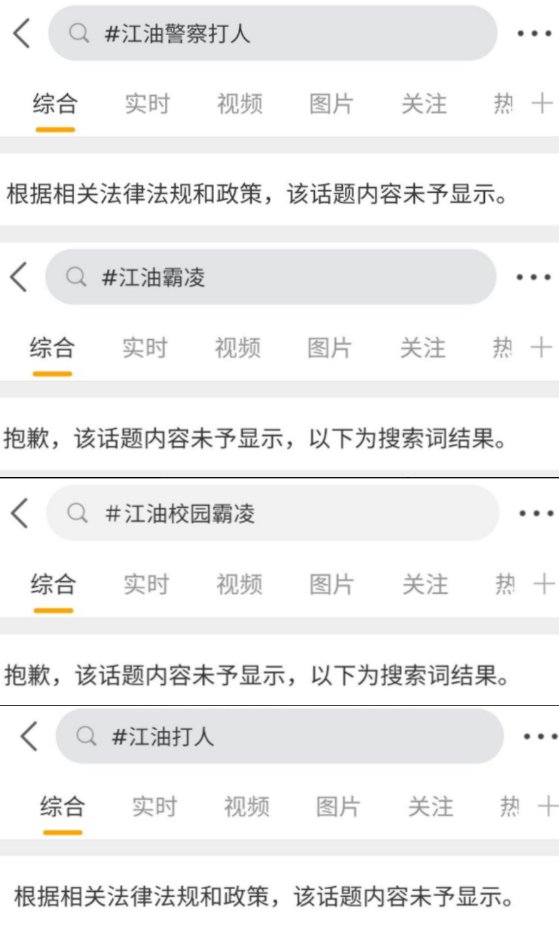 #江油警察打人
综合 实时 视频 图片 关注 热
根据相关法律法规和政策，该话题内容未予显示。
#江油霸凌
综合 实时 视频 图片 关注 热
抱歉，该话题内容未予显示，以下为搜索词结果。
#江油校园霸凌
综合 实时 视频 图片 关注 热
抱歉，该话题内容未予显示，以下为搜索词结果。
#江油打人
综合 实时 视频 图片 关注 热
根据相关法律法规和政策，该话题内容未予显示。